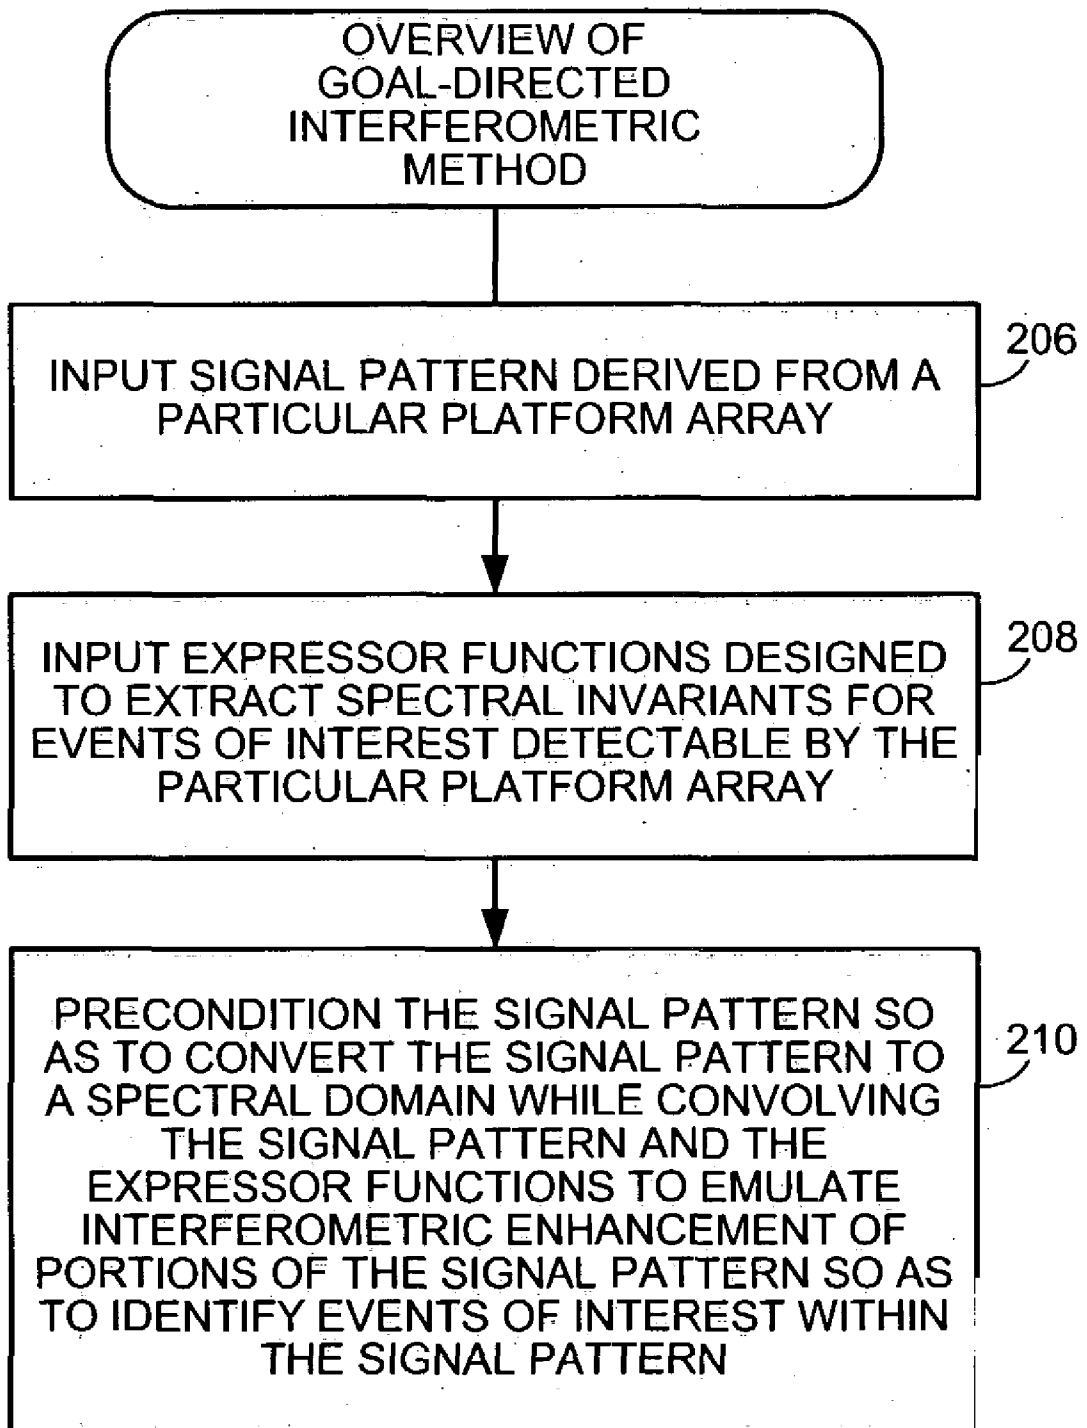 OVERVIEW OF
GOAL-DIRECTED
INTERFEROMETRIC
METHOD
206
INPUT SIGNAL PATTERN DERIVED FROM A
PARTICULAR PLATFORM ARRAY
208
INPUT EXPRESSOR FUNCTIONS DESIGNED
TO EXTRACT SPECTRAL INVARIANTS FOR
EVENTS OF INTEREST DETECTABLE BY THE
PARTICULAR PLATFORM ARRAY
210
PRECONDITION THE SIGNAL PATTERN SO
AS TO CONVERT THE SIGNAL PATTERN TO
A SPECTRAL DOMAIN WHILE CONVOLVING
THE SIGNAL PATTERN AND THE
EXPRESSOR FUNCTIONS TO EMULATE
INTERFEROMETRIC ENHANCEMENT OF
PORTIONS OF THE SIGNAL PATTERN SO AS
TO IDENTIFY EVENTS OF INTEREST WITHIN
THE SIGNAL PATTERN